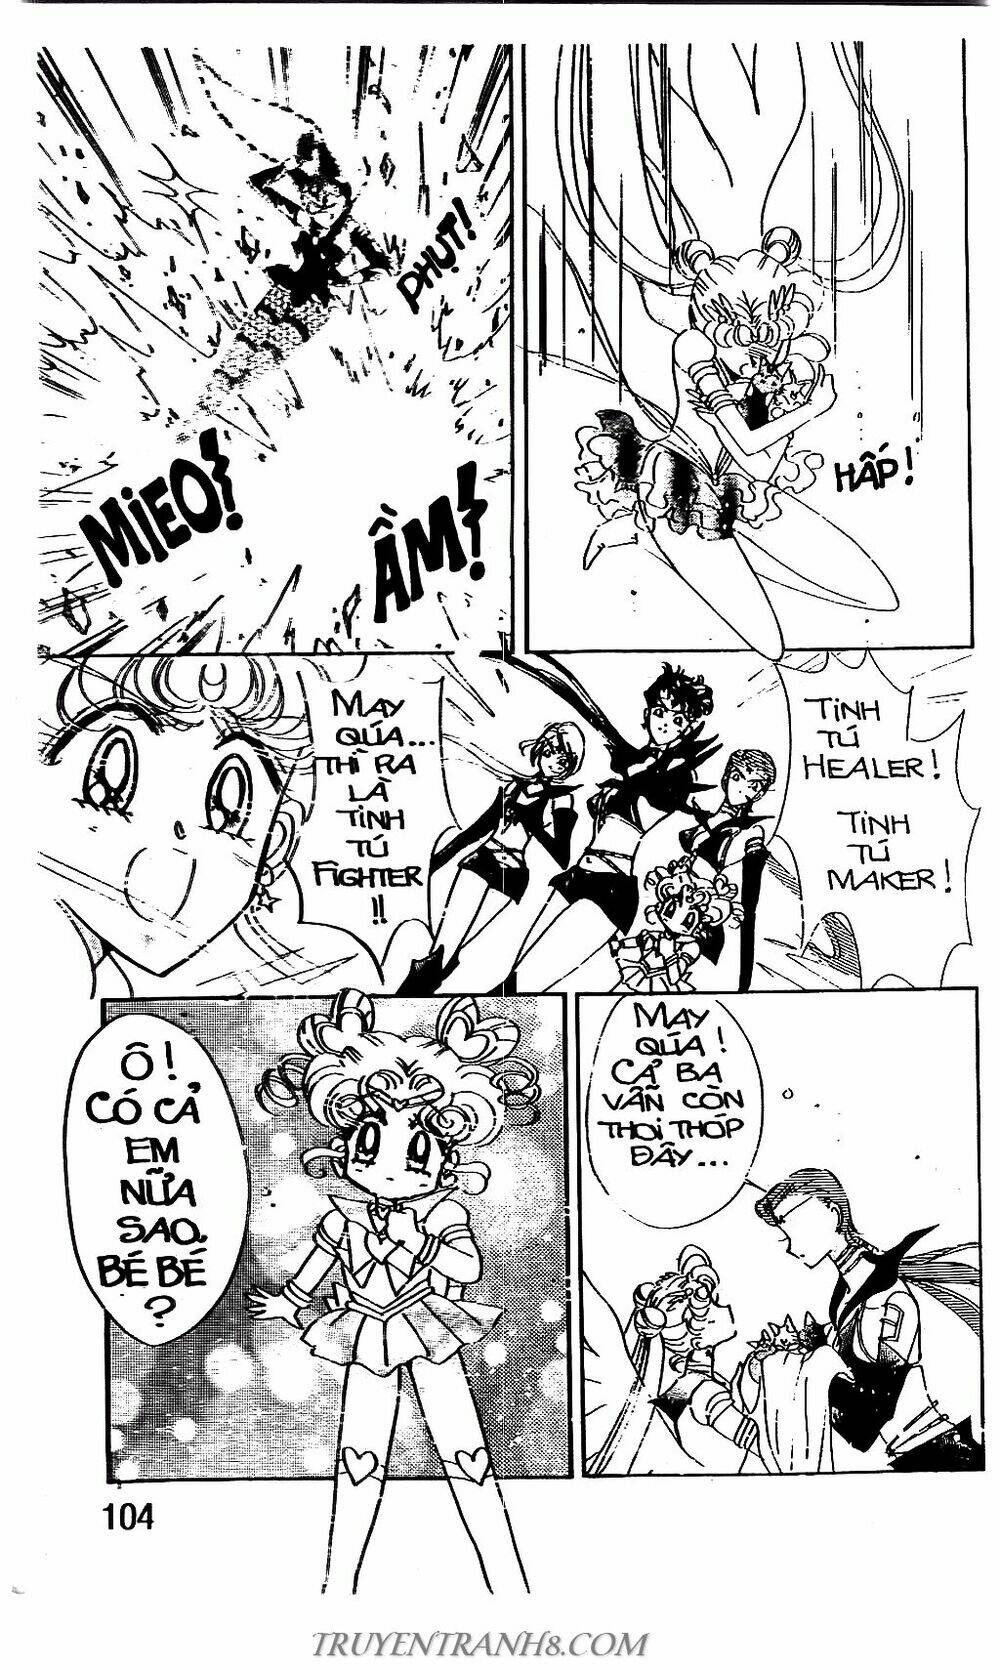 PHỤT!
MIEO!
ẦM!
HẤP!
MAY
QÚA...
THÌ RA
LÀ
TINH
TÚ
FIGHTER
!!
TINH
TÚ
HEALER!
TINH
TÚ
MAKER!
Ô!
CÓ CẢ
EM
NỮA
SAO,
BÉ BÉ
?
MAY
QÚA!
CẢ BA
VẪN CÒN
THOI THÓP
ĐÂY...
104
TRUYENTRANH8.COM